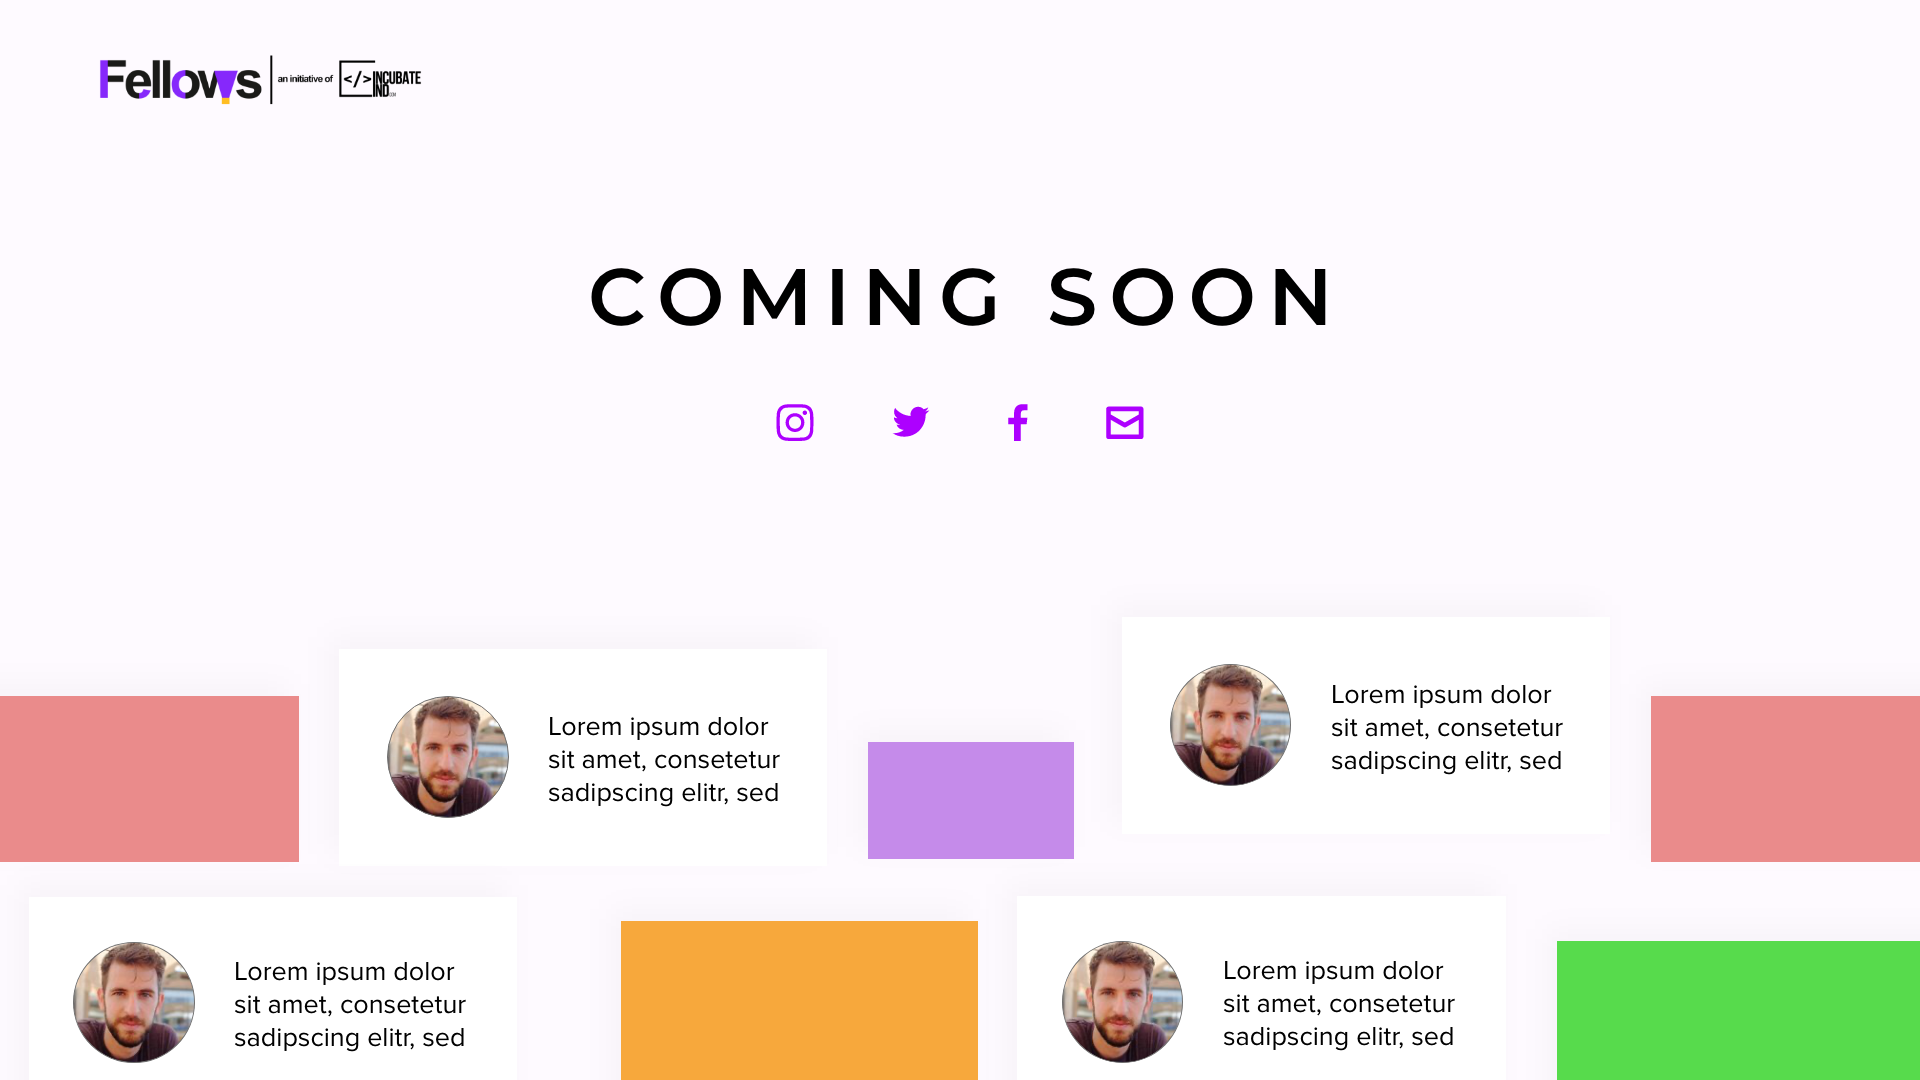 Fellows
an initiative of
</>INCUBATE
IND
COMING SOON
Lorem ipsum dolor
sit amet, consetetur
sadipscing elitr, sed
Lorem ipsum dolor
sit amet, consetetur
sadipscing elitr, sed
Lorem ipsum dolor
sit amet, consetetur
sadipscing elitr, sed
Lorem ipsum dolor
sit amet, consetetur
sadipscing elitr, sed